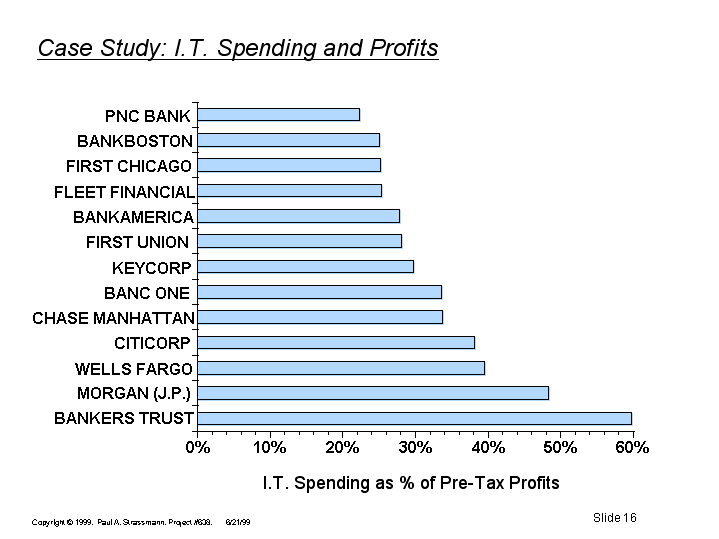 Case Study: I.T. Spending and Profits
PNC BANK
BANKBOSTON
FIRST CHICAGO
FLEET FINANCIAL
BANKAMERICA
FIRST UNION
KEYCORP
BANC ONE
CHASE MANHATTAN
CITICORP
WELLS FARGO
MORGAN (J.P.)
BANKERS TRUST
0% 10% 20% 30% 40% 50% 60%
I.T. Spending as % of Pre-Tax Profits
Copyright © 1999, Paul A. Strassmann, Project #638, 6/21/99
Slide 16